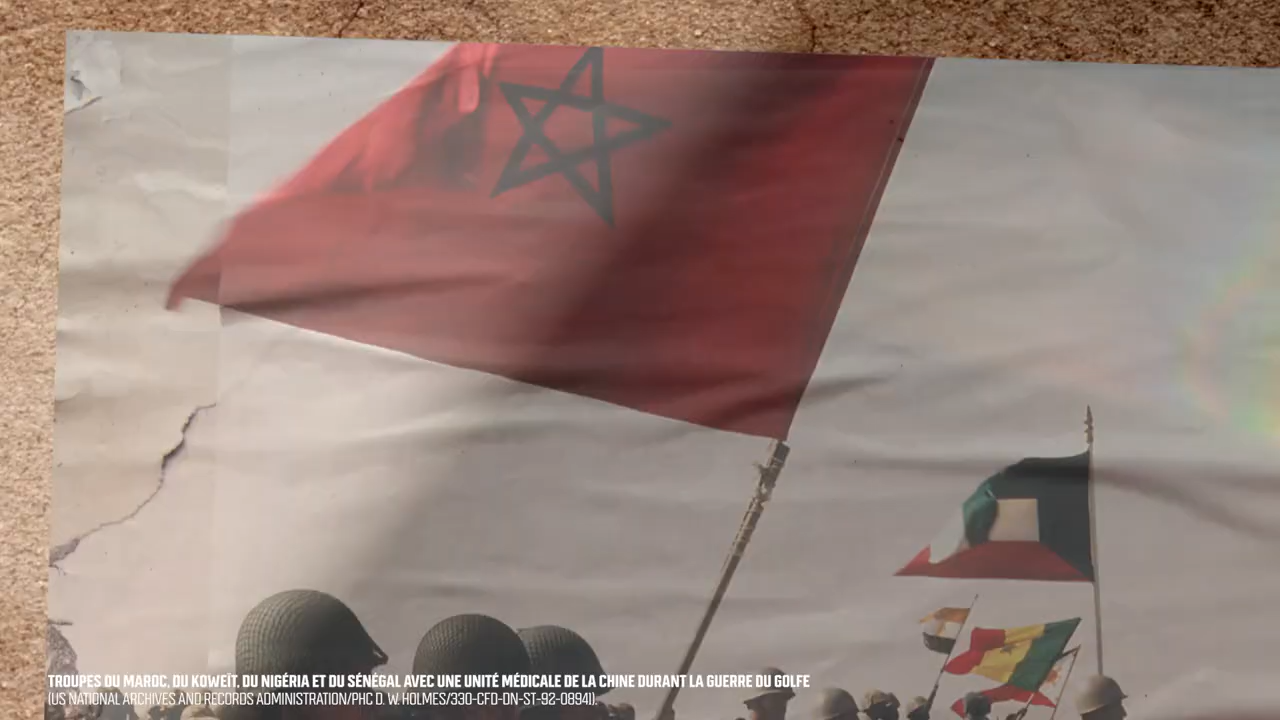 TROUPES DU MAROC, DU KOWEÏT, DU NIGÉRIA ET DU SÉNÉGAL AVEC UNE UNITÉ MÉDICALE DE LA CHINE DURANT LA GUERRE DU GOLFE
(US NATIONAL ARCHIVES AND RECORDS ADMINISTRATION/PHC D. W. HOLMES/330-CFD-DN-ST-92-08941).